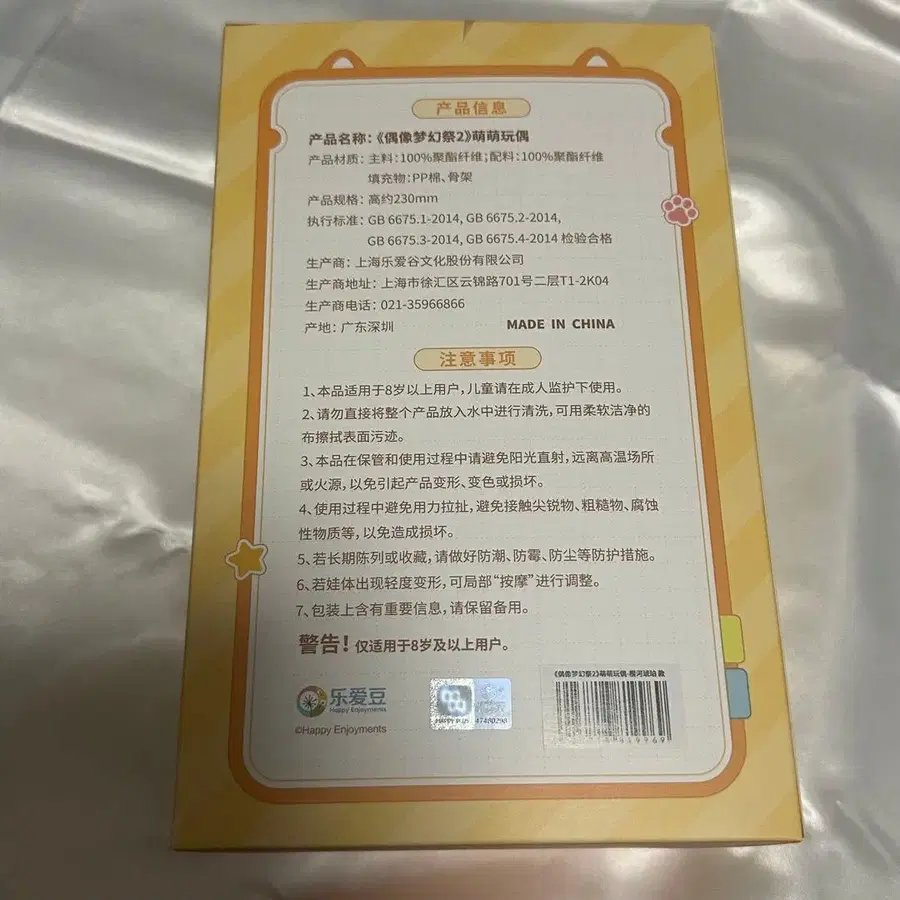 产品信息
产品名称：《偶像梦幻祭2》萌萌玩偶
产品材质：主料：100%聚酯纤维；配料：100%聚酯纤维
填充物：PP棉、骨架
产品规格：高约230mm
执行标准：GB 6675.1-2014, GB 6675.2-2014,
GB 6675.3-2014, GB 6675.4-2014 检验合格
生产商：上海乐爱谷文化股份有限公司
生产商地址：上海市徐汇区云锦路701号二层T1-2K04
生产商电话：021-35966866
产地：广东深圳 MADE IN CHINA
注意事项
1、本品适用于8岁以上用户，儿童请在成人监护下使用。
2、请勿直接将整个产品放入水中进行清洗，可用柔软洁净的
布擦拭表面污迹。
3、本品在保管和使用过程中请避免阳光直射，远离高温场所
或火源，以免引起产品变形、变色或损坏。
4、使用过程中避免用力拉扯，避免接触尖锐物、粗糙物、腐蚀
性物质等，以免造成损坏。
5、若长期陈列或收藏，请做好防潮、防霉、防尘等防护措施。
6、若娃体出现轻度变形，可局部“按摩”进行调整。
7、包装上含有重要信息，请保留备用。
警告！仅适用于8岁及以上用户。
乐爱豆
Happy Enjoyments
©Happy Enjoyments
《偶像梦幻祭2》萌萌玩偶-樱河琥珀 款